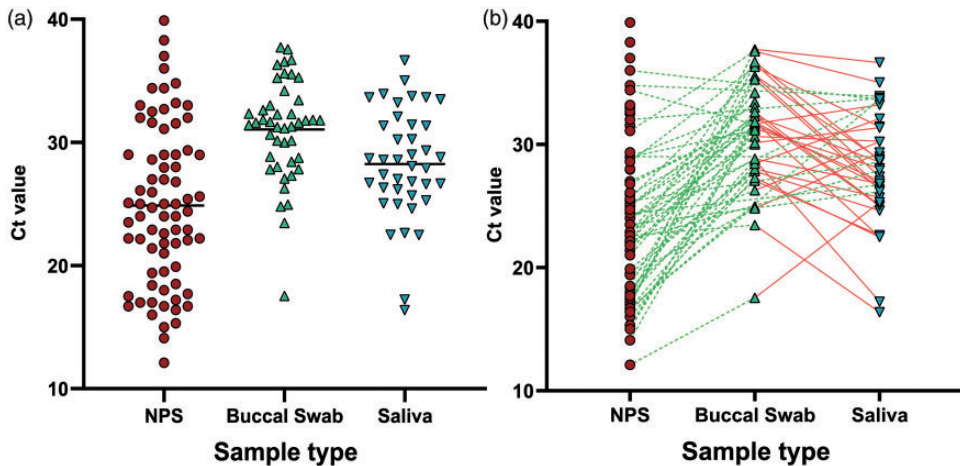 (a)
40
30
20
10
Ct value
NPS Buccal Swab Saliva
Sample type
(b)
40
30
20
10
Ct value
NPS Buccal Swab Saliva
Sample type